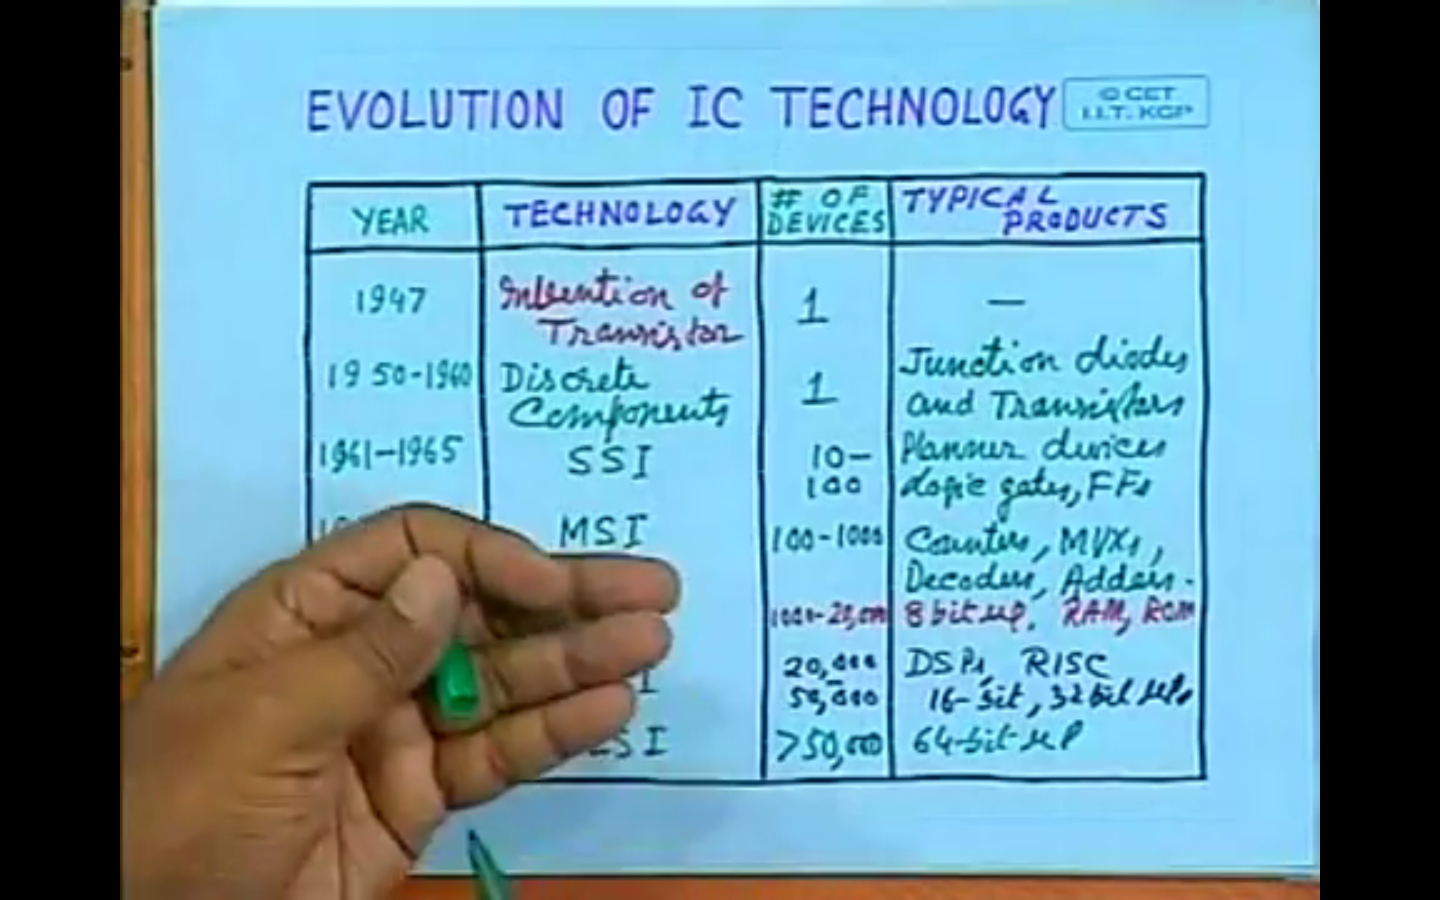 EVOLUTION OF IC TECHNOLOGY
© CET
I.I.T. KGP
YEAR TECHNOLOGY # OF DEVICES TYPICAL PRODUCTS
1947 Invention of Transistor 1 —
1950-1960 Discrete Components 1 Junction diodes and Transistors
1961-1965 SSI 10-100 Planner devices Logic gates, FFs
MSI 100-1000 Counters, MUXs, Decoders, Adders.
1000-20,000 8 bit up, RAM, ROM
20,000 - 50,000 DSPs, RISC 16-bit, 32 bit uPs
>50,000 64-bit uP